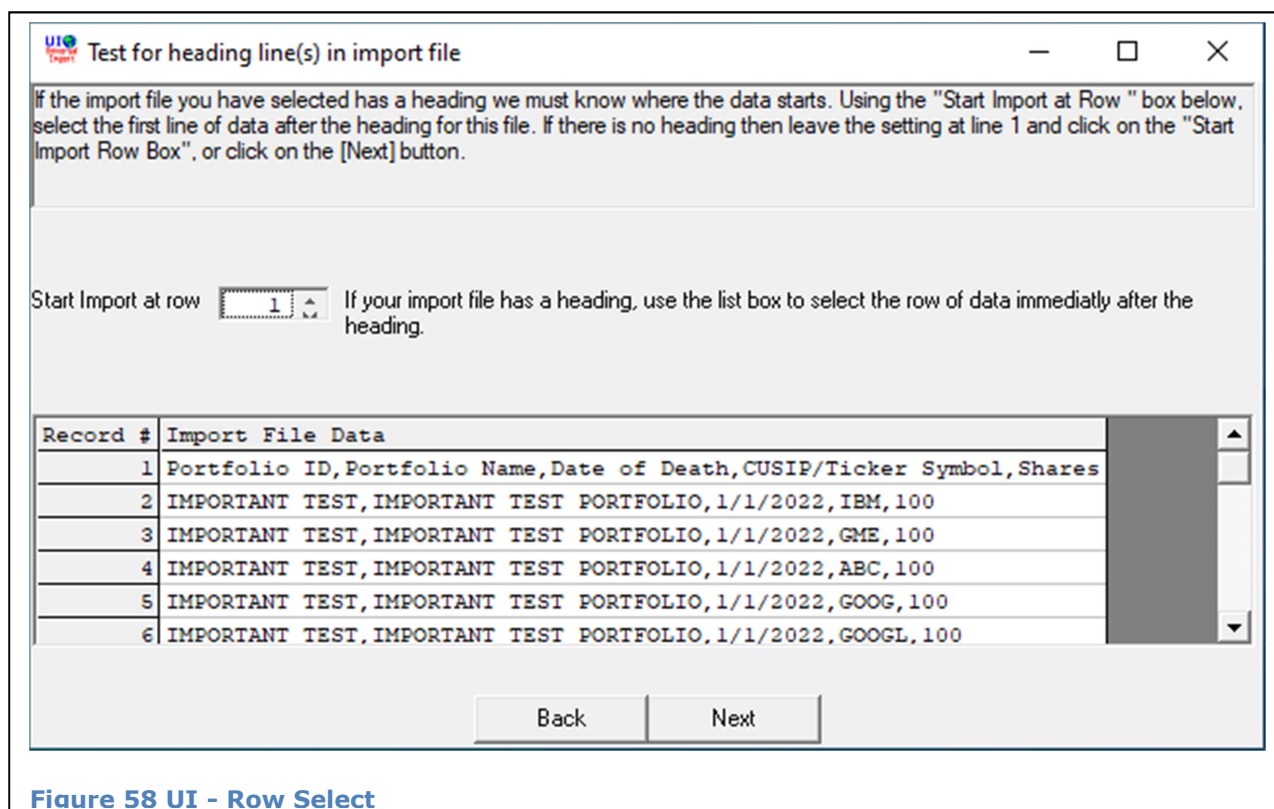 UI
Universal
Import
Test for heading line(s) in import file
If the import file you have selected has a heading we must know where the data starts. Using the "Start Import at Row " box below,
select the first line of data after the heading for this file. If there is no heading then leave the setting at line 1 and click on the "Start
Import Row Box", or click on the [Next] button.
Start Import at row 1 If your import file has a heading, use the list box to select the row of data immediatly after the
heading.
Record # Import File Data
1 Portfolio ID,Portfolio Name,Date of Death,CUSIP/Ticker Symbol,Shares
2 IMPORTANT TEST,IMPORTANT TEST PORTFOLIO,1/1/2022,IBM,100
3 IMPORTANT TEST,IMPORTANT TEST PORTFOLIO,1/1/2022,GME,100
4 IMPORTANT TEST,IMPORTANT TEST PORTFOLIO,1/1/2022,ABC,100
5 IMPORTANT TEST,IMPORTANT TEST PORTFOLIO,1/1/2022,GOOG,100
6 IMPORTANT TEST,IMPORTANT TEST PORTFOLIO,1/1/2022,GOOGL,100
Back Next
Figure 58 UI - Row Select